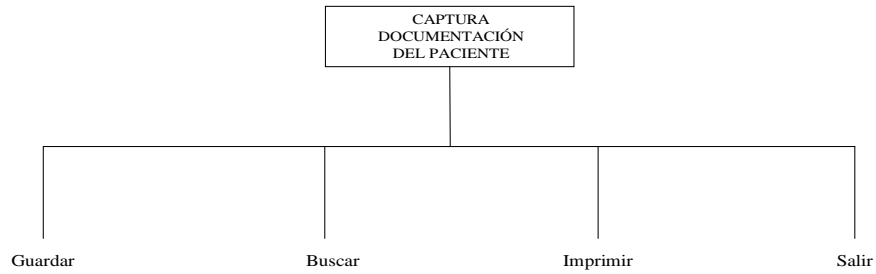 CAPTURA
DOCUMENTACIÓN
DEL PACIENTE
Guardar Buscar Imprimir Salir